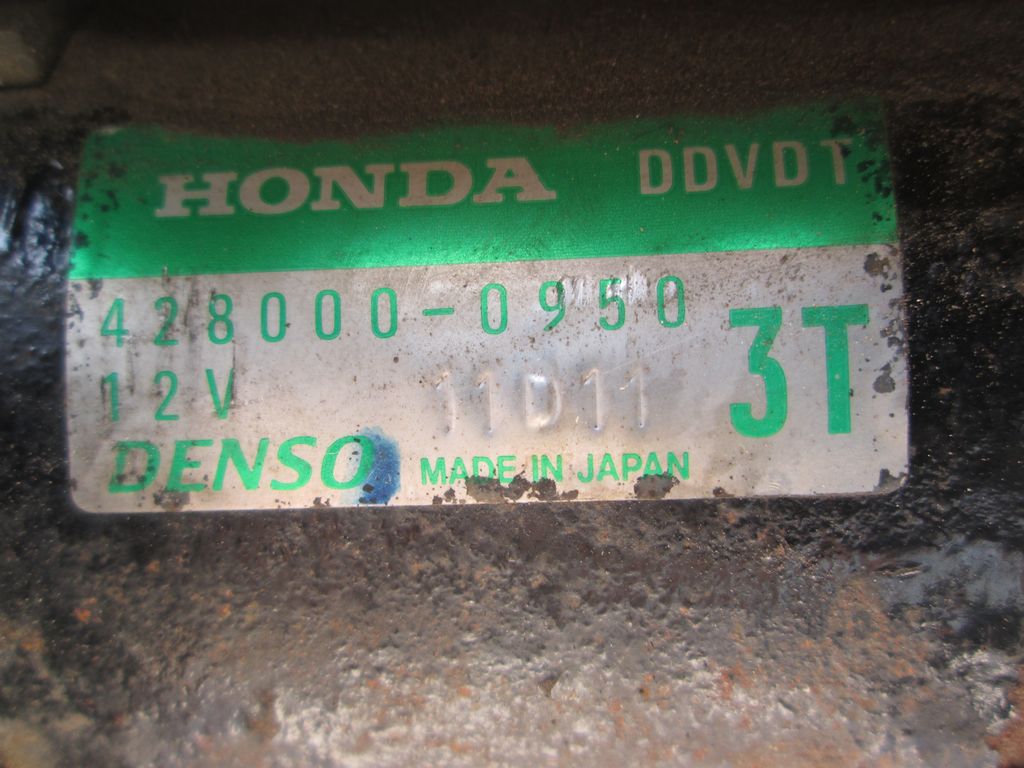 HONDA DDVDT
428000-0950
3T
12V 11D11
DENSO MADE IN JAPAN